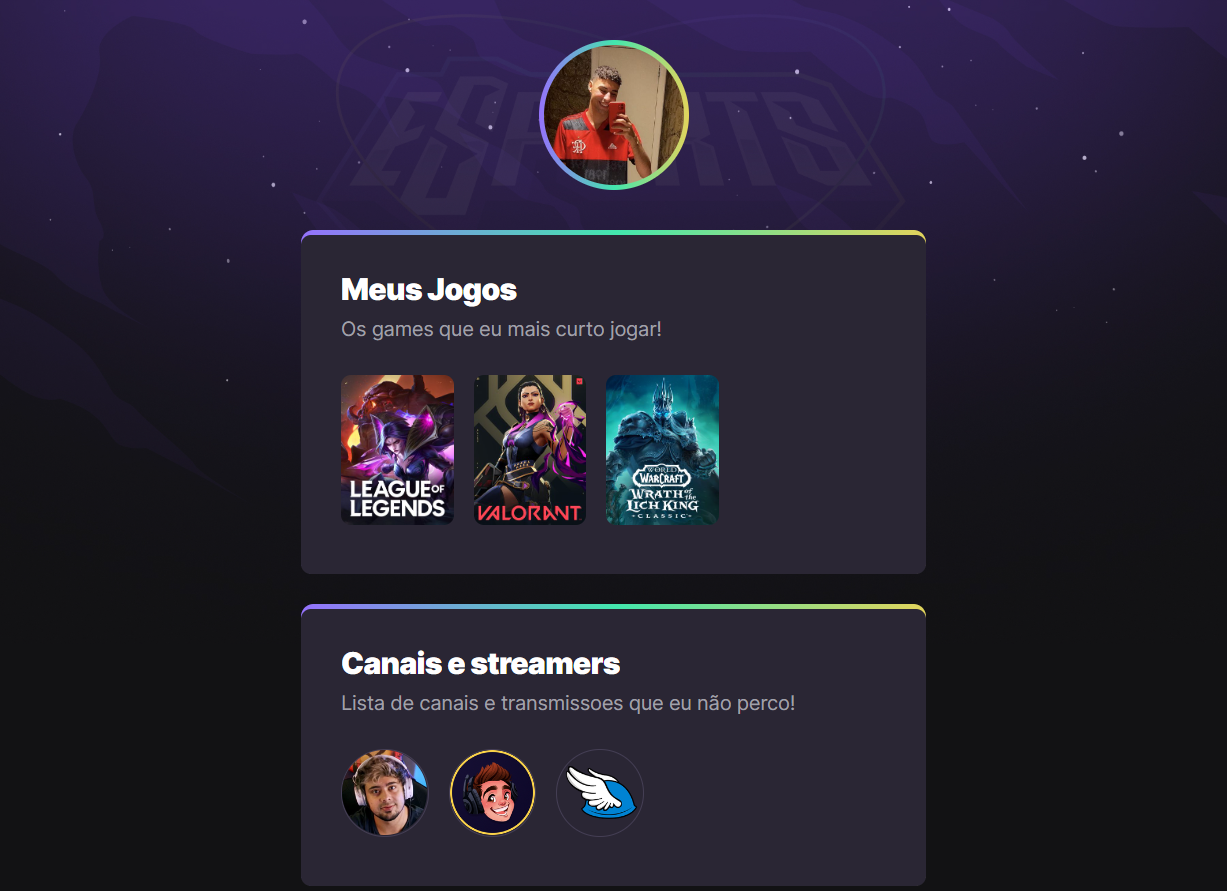 ESPORTS
Meus Jogos
Os games que eu mais curto jogar!
LEAGUE OF
LEGENDS
VALORANT
WORLD
WARCRAFT
WRATH of the
LICH KING
CLASSIC
Canais e streamers
Lista de canais e transmissoes que eu não perco!